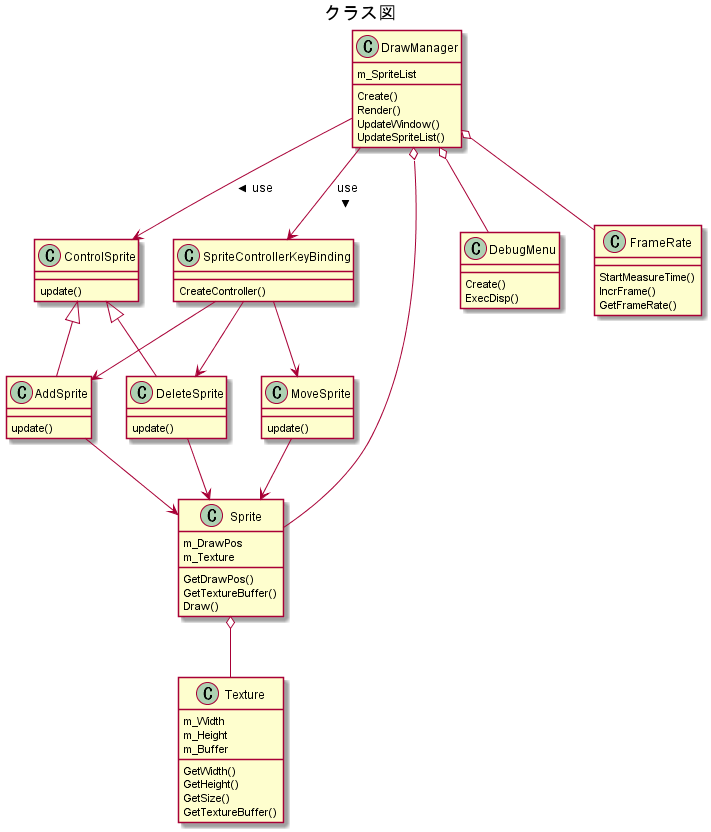 クラス図
C DrawManager
m_SpriteList
Create()
Render()
UpdateWindow()
UpdateSpriteList()
◄ use
use
▼
C ControlSprite
update()
C SpriteControllerKeyBinding
CreateController()
C DebugMenu
Create()
ExecDisp()
C FrameRate
StartMeasureTime()
IncrFrame()
GetFrameRate()
C AddSprite
update()
C DeleteSprite
update()
C MoveSprite
update()
C Sprite
m_DrawPos
m_Texture
GetDrawPos()
GetTextureBuffer()
Draw()
C Texture
m_Width
m_Height
m_Buffer
GetWidth()
GetHeight()
GetSize()
GetTextureBuffer()